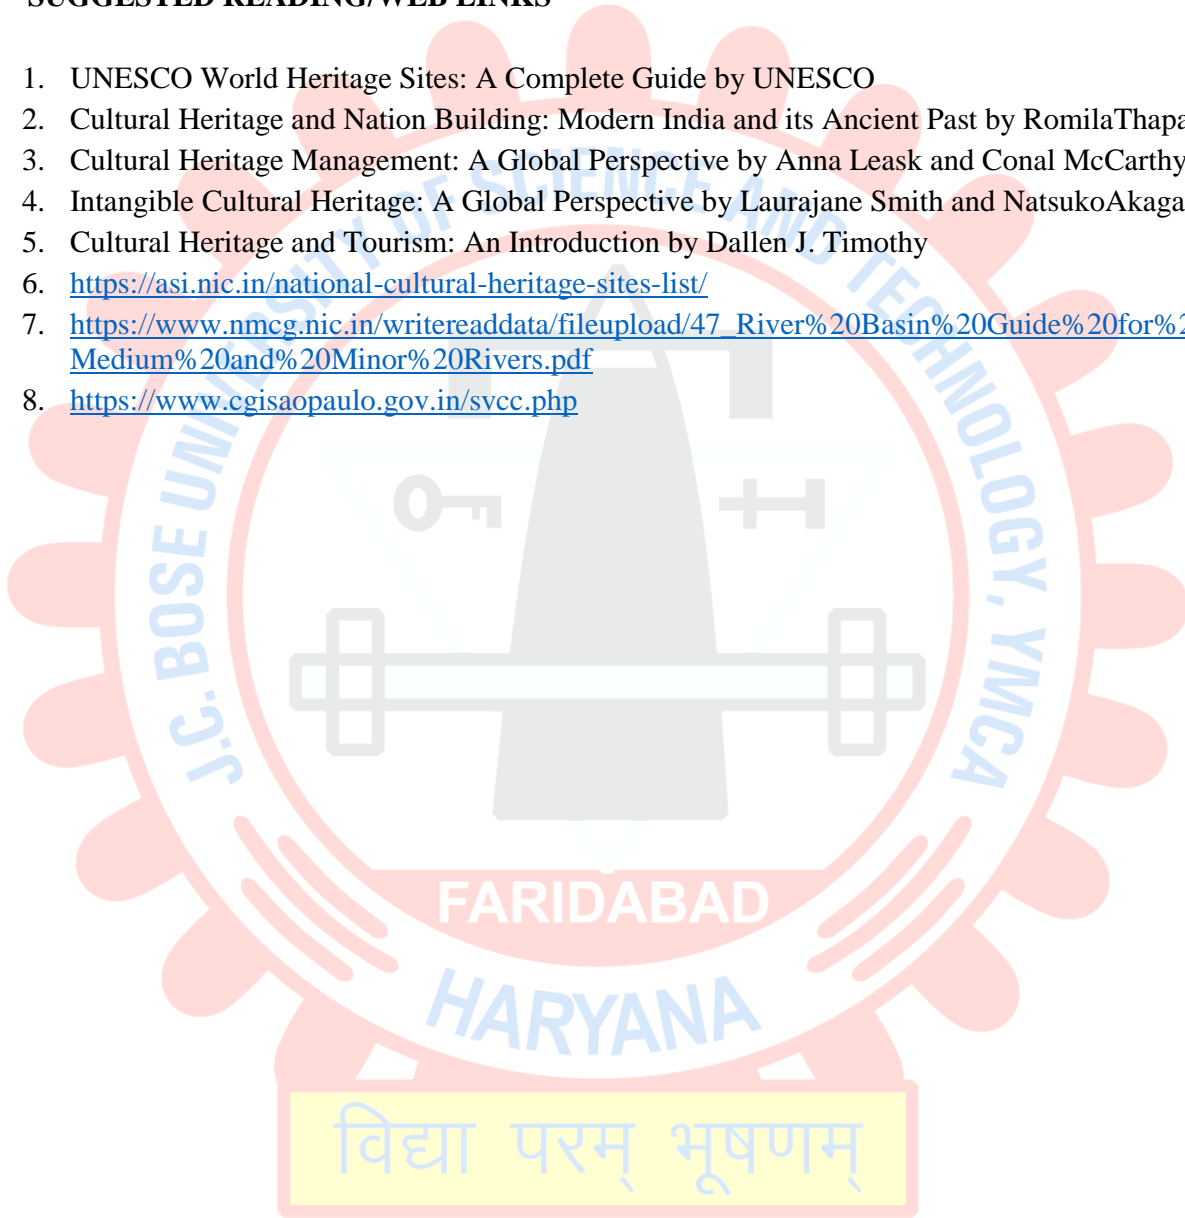 SUGGESTED READING/WEB LINKS
1. UNESCO World Heritage Sites: A Complete Guide by UNESCO
2. Cultural Heritage and Nation Building: Modern India and its Ancient Past by RomilaThapa
3. Cultural Heritage Management: A Global Perspective by Anna Leask and Conal McCarthy
4. Intangible Cultural Heritage: A Global Perspective by Laurajane Smith and NatsukoAkaga
5. Cultural Heritage and Tourism: An Introduction by Dallen J. Timothy
6. https://asi.nic.in/national-cultural-heritage-sites-list/
7. https://www.nmcg.nic.in/writereaddata/fileupload/47_River%20Basin%20Guide%20for%2
Medium%20and%20Minor%20Rivers.pdf
8. https://www.cgisaopaulo.gov.in/svcc.php
J.C. BOSE UNIVERSITY OF SCIENCE AND TECHNOLOGY, YMCA
FARIDABAD
HARYANA
विद्या परम् भूषणम्